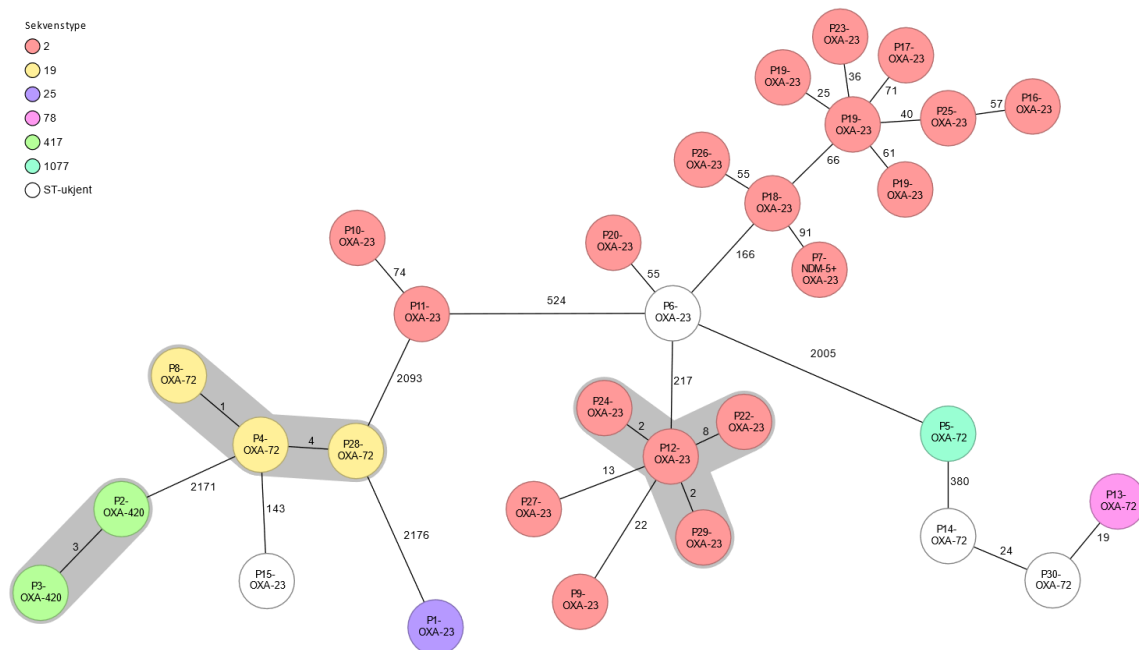 Sekvenstype
2
19
25
78
417
1077
ST-ukjent
P23-
OXA-23
P17-
OXA-23
P19-
OXA-23
36
25
71
P25-
OXA-23
57
P16-
OXA-23
40
P19-
OXA-23
66
61
P26-
OXA-23
55
P19-
OXA-23
P18-
OXA-23
91
P10-
OXA-23
P20-
OXA-23
166
P7-
NDM-5+
OXA-23
74
55
P11-
OXA-23
524
P6-
OXA-23
2005
P8-
OXA-72
2093
217
1
P24-
OXA-23
P22-
OXA-23
2
8
P4-
OXA-72
4
P28-
OXA-72
P12-
OXA-23
P5-
OXA-72
13
2171
143
2176
2
380
P2-
OXA-420
P27-
OXA-23
22
P29-
OXA-23
P13-
OXA-72
3
P14-
OXA-72
24
19
P3-
OXA-420
P15-
OXA-23
P9-
OXA-23
P30-
OXA-72
P1-
OXA-23